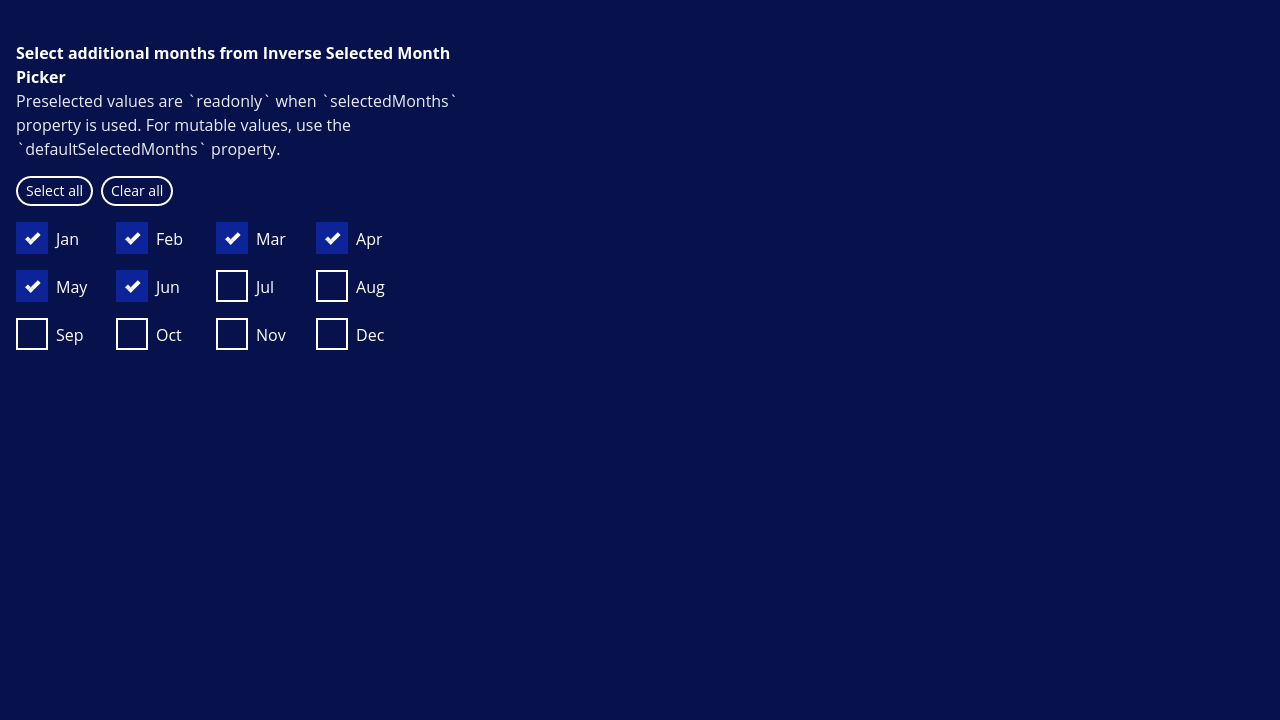 Select additional months from Inverse Selected Month
Picker
Preselected values are `readonly` when `selectedMonths`
property is used. For mutable values, use the
`defaultSelectedMonths` property.
Select all Clear all
Jan Feb Mar Apr
May Jun Jul Aug
Sep Oct Nov Dec